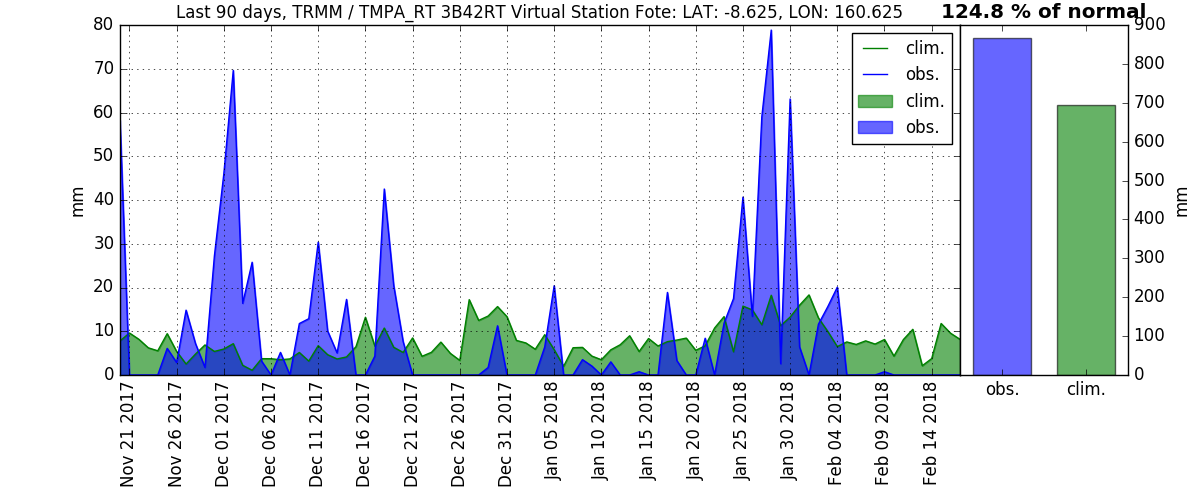 Last 90 days, TRMM / TMPA_RT 3B42RT Virtual Station Fote: LAT: -8.625, LON: 160.625
124.8 % of normal
80
70
60
50
40
30
20
10
0
mm
clim.
obs.
clim.
obs.
Nov 21 2017
Nov 26 2017
Dec 01 2017
Dec 06 2017
Dec 11 2017
Dec 16 2017
Dec 21 2017
Dec 26 2017
Dec 31 2017
Jan 05 2018
Jan 10 2018
Jan 15 2018
Jan 20 2018
Jan 25 2018
Jan 30 2018
Feb 04 2018
Feb 09 2018
Feb 14 2018
900
800
700
600
500
400
300
200
100
0
mm
obs.
clim.